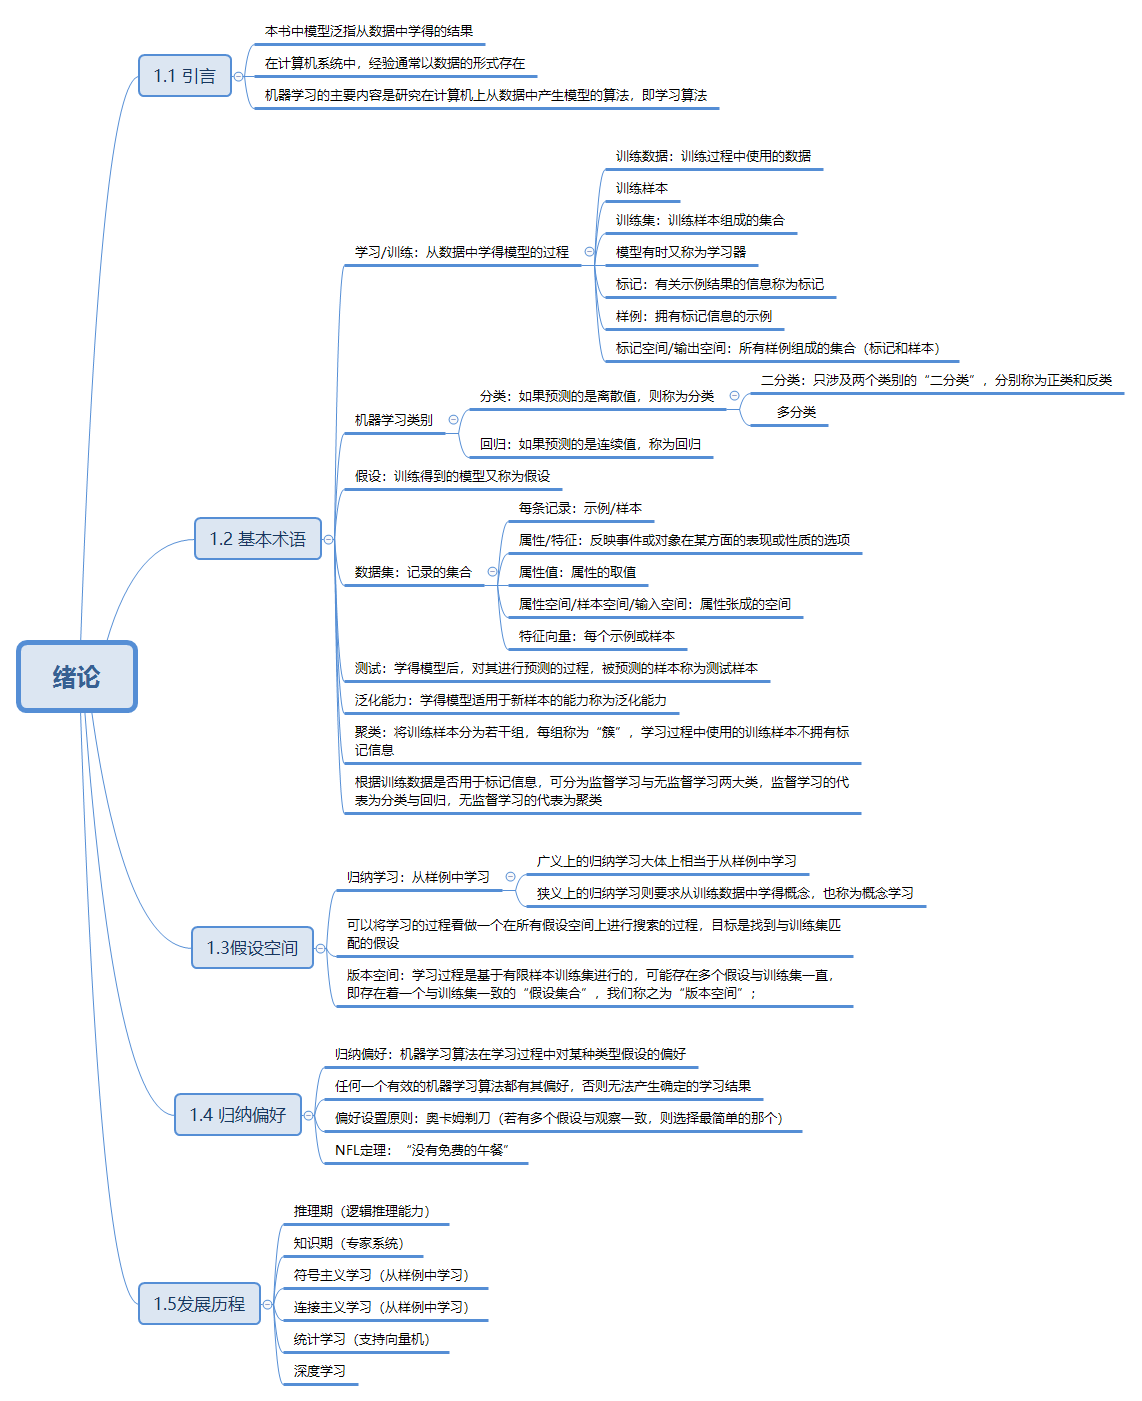 绪论
1.1 引言
本书中模型泛指从数据中学得的结果
在计算机系统中，经验通常以数据的形式存在
机器学习的主要内容是研究在计算机上从数据中产生模型的算法，即学习算法
1.2 基本术语
学习/训练：从数据中学得模型的过程
训练数据：训练过程中使用的数据
训练样本
训练集：训练样本组成的集合
模型有时又称为学习器
标记：有关示例结果的信息称为标记
样例：拥有标记信息的示例
标记空间/输出空间：所有样例组成的集合（标记和样本）
机器学习类别
分类：如果预测的是离散值，则称为分类
二分类：只涉及两个类别的“二分类”，分别称为正类和反类
多分类
回归：如果预测的是连续值，称为回归
假设：训练得到的模型又称为假设
数据集：记录的集合
每条记录：示例/样本
属性/特征：反映事件或对象在某方面的表现或性质的选项
属性值：属性的取值
属性空间/样本空间/输入空间：属性张成的空间
特征向量：每个示例或样本
测试：学得模型后，对其进行预测的过程，被预测的样本称为测试样本
泛化能力：学得模型适用于新样本的能力称为泛化能力
聚类：将训练样本分为若干组，每组称为“簇”，学习过程中使用的训练样本不拥有标
记信息
根据训练数据是否用于标记信息，可分为监督学习与无监督学习两大类，监督学习的代
表为分类与回归，无监督学习的代表为聚类
1.3假设空间
归纳学习：从样例中学习
广义上的归纳学习大体上相当于从样例中学习
狭义上的归纳学习则要求从训练数据中学得概念，也称为概念学习
可以将学习的过程看做一个在所有假设空间上进行搜索的过程，目标是找到与训练集匹
配的假设
版本空间：学习过程是基于有限样本训练集进行的，可能存在多个假设与训练集一直，
即存在着一个与训练集一致的“假设集合”，我们称之为“版本空间”；
1.4 归纳偏好
归纳偏好：机器学习算法在学习过程中对某种类型假设的偏好
任何一个有效的机器学习算法都有其偏好，否则无法产生确定的学习结果
偏好设置原则：奥卡姆剃刀（若有多个假设与观察一致，则选择最简单的那个）
NFL定理：“没有免费的午餐”
1.5发展历程
推理期（逻辑推理能力）
知识期（专家系统）
符号主义学习（从样例中学习）
连接主义学习（从样例中学习）
统计学习（支持向量机）
深度学习